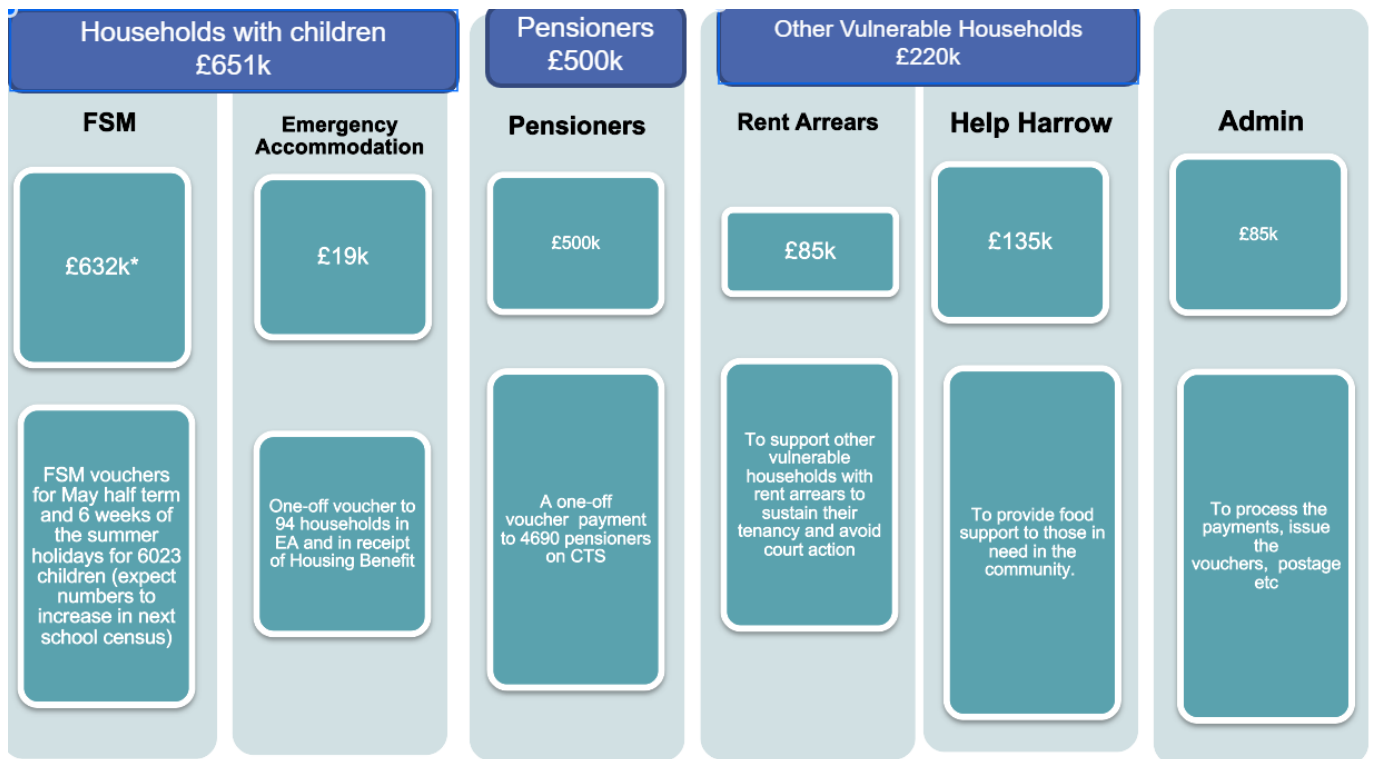 Households with children
£651k
Pensioners
£500k
Other Vulnerable Households
£220k
FSM
Emergency
Accommodation
Pensioners
Rent Arrears
Help Harrow
Admin
£632k*
£19k
£500k
£85k
£135k
£85k
FSM vouchers
for May half term
and 6 weeks of
the summer
holidays for 6023
children (expect
numbers to
increase in next
school census)
One-off voucher to
94 households in
EA and in receipt
of Housing Benefit
A one-off
voucher payment
to 4690 pensioners
on CTS
To support other
vulnerable
households with
rent arrears to
sustain their
tenancy and avoid
court action
To provide food
support to those in
need in the
community.
To process the
payments, issue
the
vouchers, postage
etc